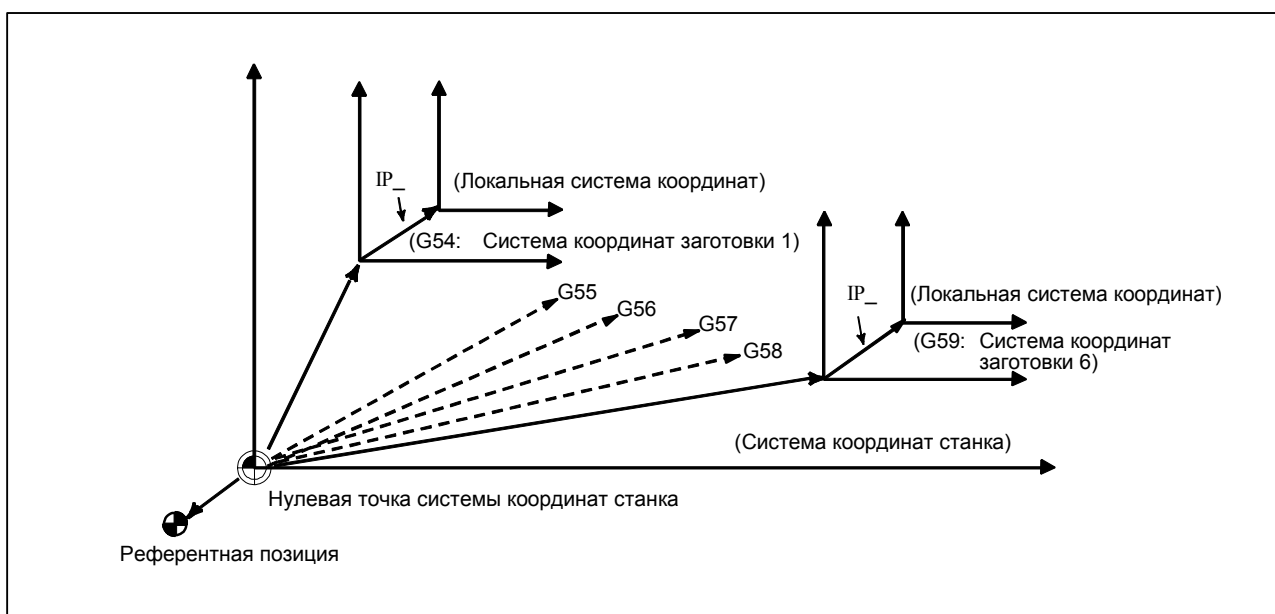 IP_
(Локальная система координат)
(G54: Система координат заготовки 1)
G55
G56
G57
G58
IP_
(Локальная система координат)
(G59: Система координат
заготовки 6)
(Система координат станка)
Нулевая точка системы координат станка
Референтная позиция